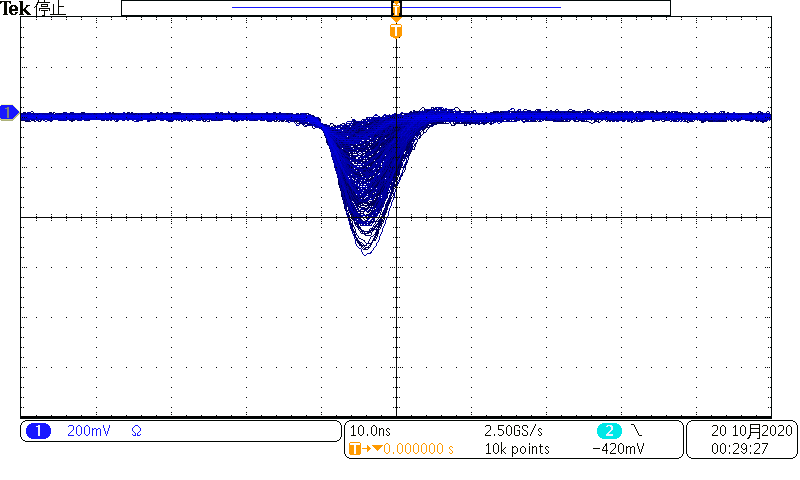 Tek 停止
T
T
1
1 200mV Ω
10.0ns 2.50GS/s 2 -420mV
T→▼0.000000 s 10k points
20 10月2020
00:29:27